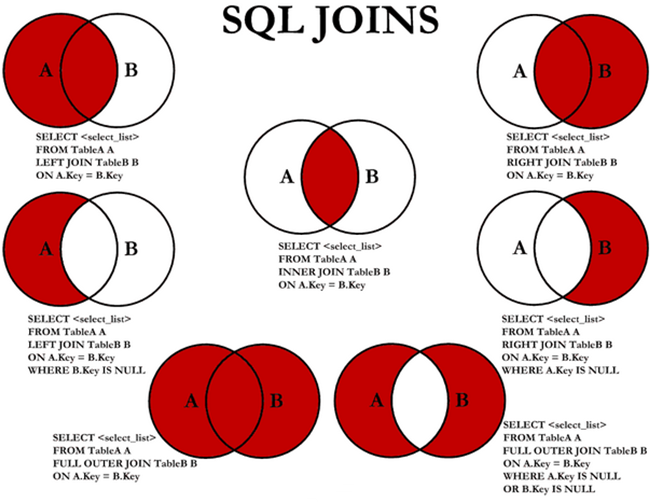 SQL JOINS
A B
SELECT <select_list>
FROM TableA A
LEFT JOIN TableB B
ON A.Key = B.Key
A B
SELECT <select_list>
FROM TableA A
RIGHT JOIN TableB B
ON A.Key = B.Key
A B
SELECT <select_list>
FROM TableA A
INNER JOIN TableB B
ON A.Key = B.Key
A B
SELECT <select_list>
FROM TableA A
LEFT JOIN TableB B
ON A.Key = B.Key
WHERE B.Key IS NULL
A B
SELECT <select_list>
FROM TableA A
RIGHT JOIN TableB B
ON A.Key = B.Key
WHERE A.Key IS NULL
A B
SELECT <select_list>
FROM TableA A
FULL OUTER JOIN TableB B
ON A.Key = B.Key
A B
SELECT <select_list>
FROM TableA A
FULL OUTER JOIN TableB B
ON A.Key = B.Key
WHERE A.Key IS NULL
OR B.Key IS NULL